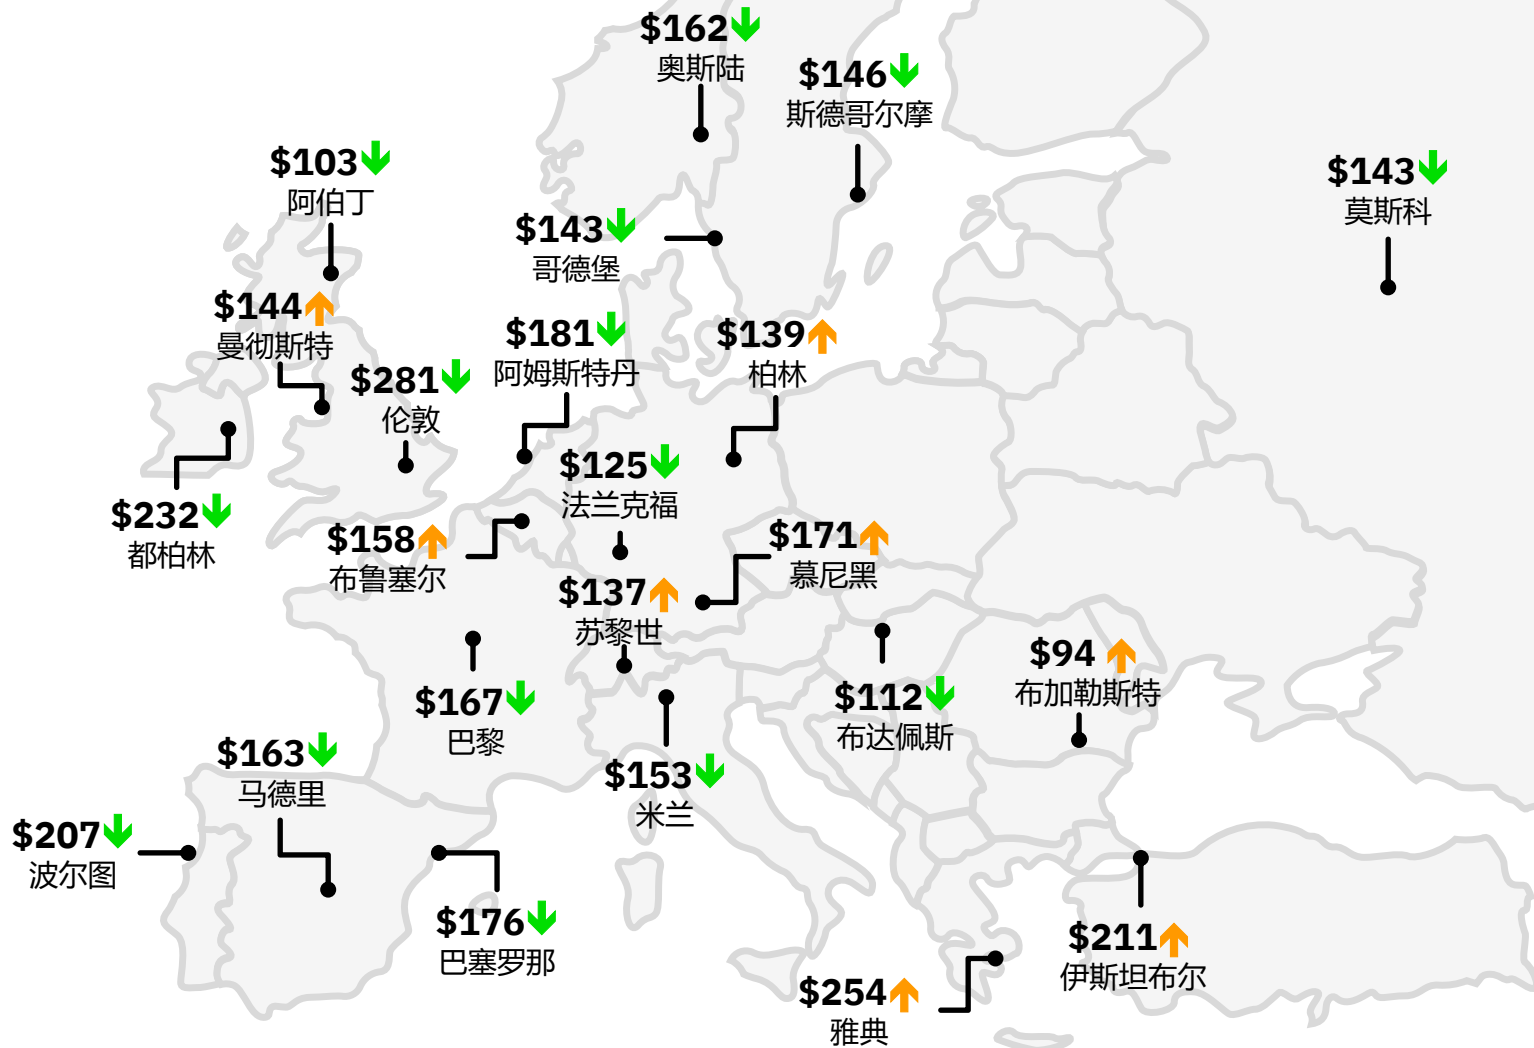 $162
奥斯陆
$146
斯德哥尔摩
$103
阿伯丁
$143
莫斯科
$143
哥德堡
$144
曼彻斯特
$181
阿姆斯特丹
$139
柏林
$281
伦敦
$125
法兰克福
$232
都柏林
$158
布鲁塞尔
$171
慕尼黑
$137
苏黎世
$94
布加勒斯特
$167
巴黎
$112
布达佩斯
$163
马德里
$153
米兰
$207
波尔图
$176
巴塞罗那
$211
伊斯坦布尔
$254
雅典